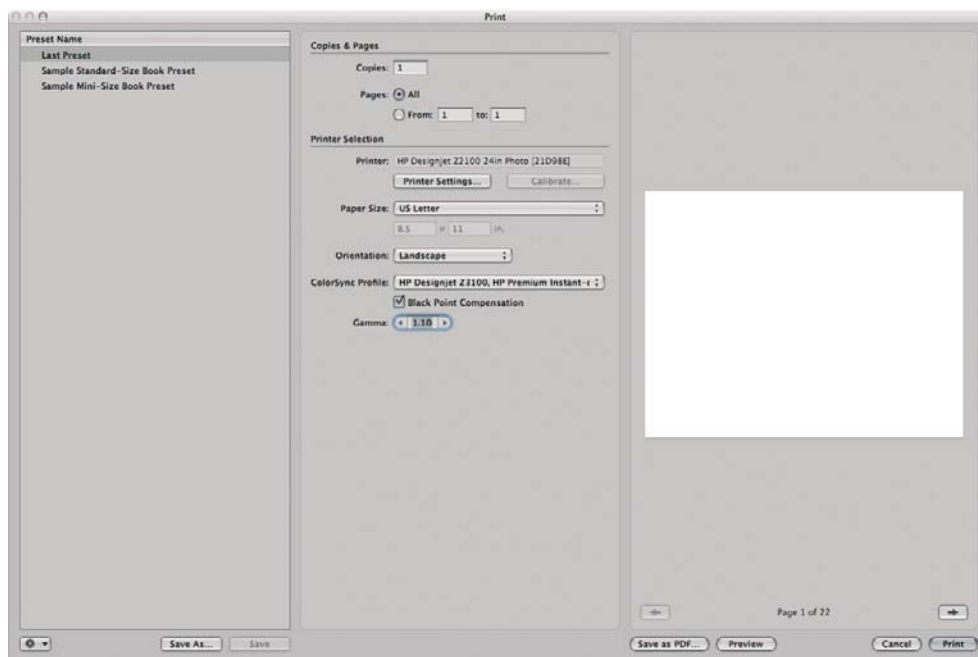 Print
Preset Name
Last Preset
Sample Standard-Size Book Preset
Sample Mini-Size Book Preset
Copies & Pages
Copies: 1
Pages: All
From: 1 to: 1
Printer Selection
Printer: HP Designjet Z2100 24in Photo [21D98E]
Printer Settings... Calibrate...
Paper Size: US Letter
8.5 x 11 in.
Orientation: Landscape
ColorSync Profile: HP Designjet Z3100, HP Premium Instant-
Black Point Compensation
Gamma: 1.10
Page 1 of 22
Save As... Save
Save as PDF... Preview Cancel Print